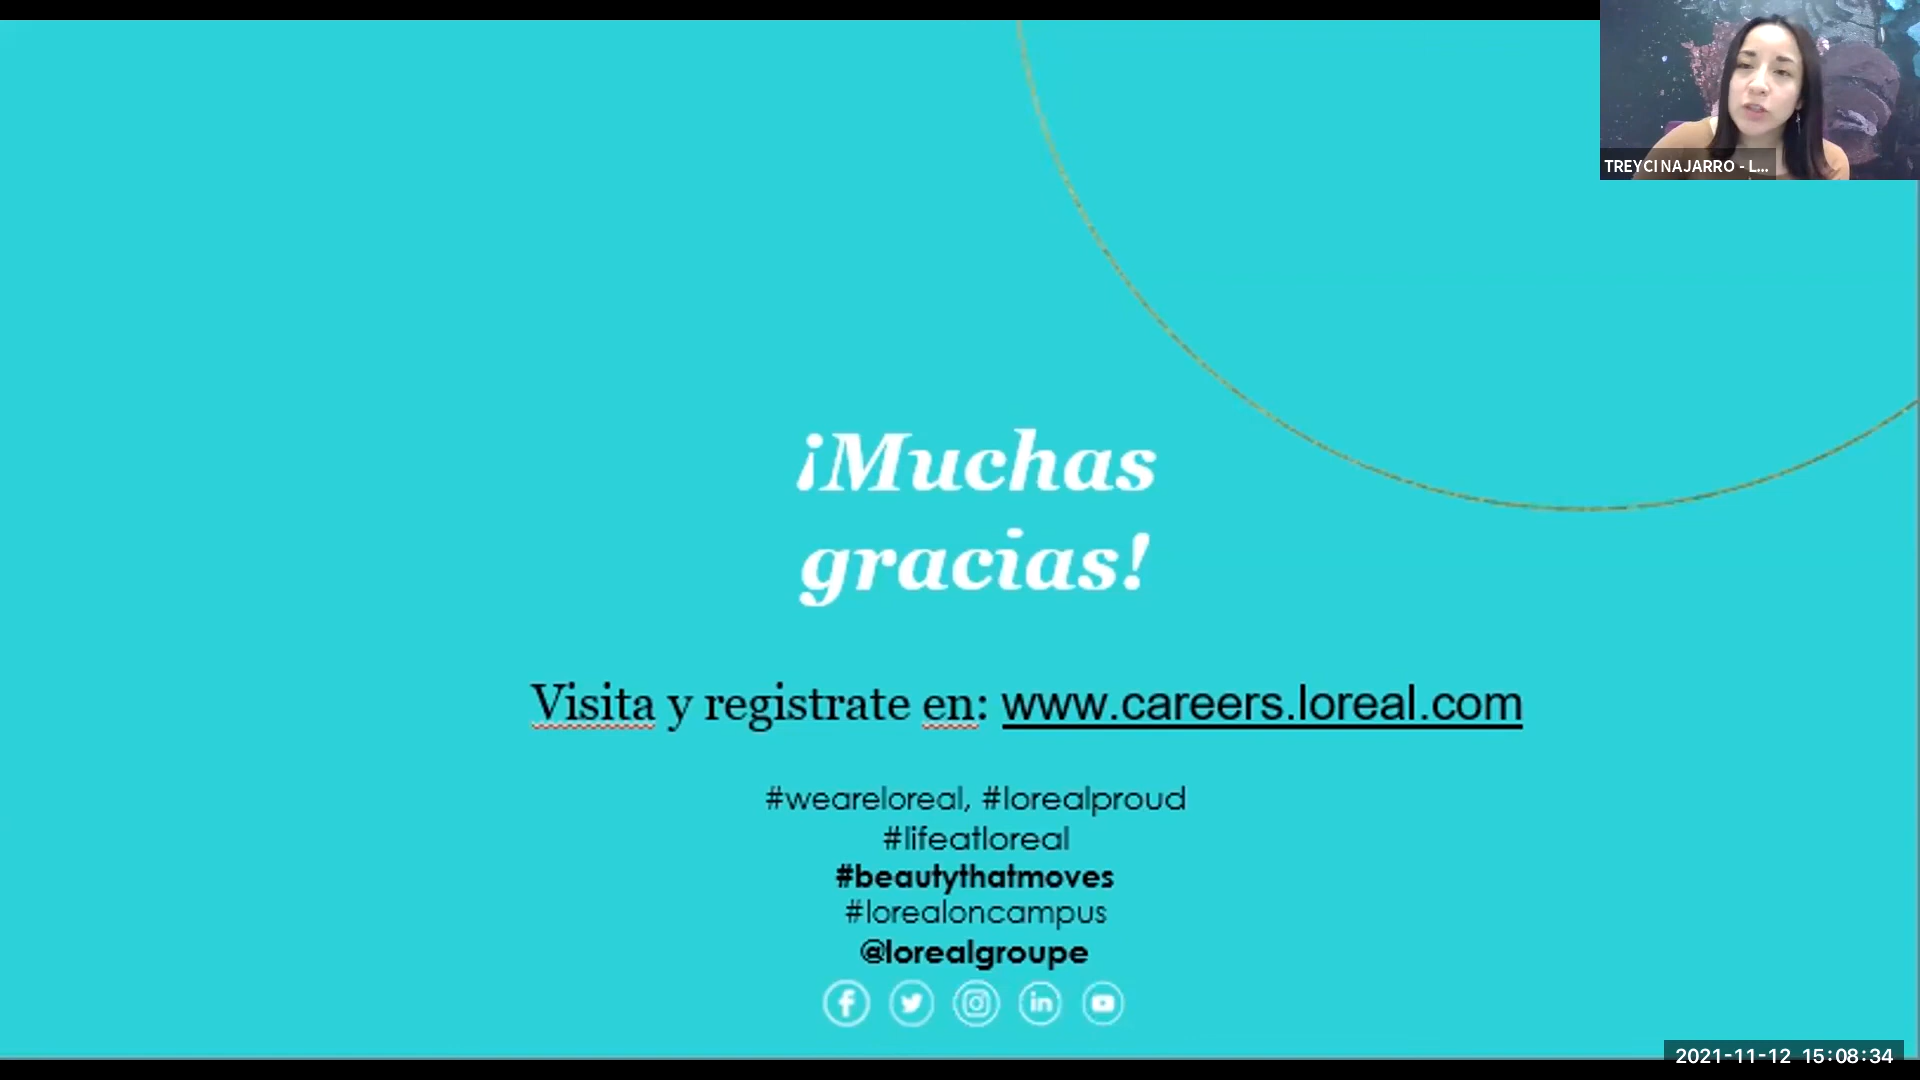 TREYCI NAJARRO - L...
¡Muchas
gracias!
Visita y registrate en: www.careers.loreal.com
#weareloreal, #lorealproud
#lifeatloreal
#beautythatmoves
#lorealoncampus
@lorealgroupe
2021-11-12 15:08:34